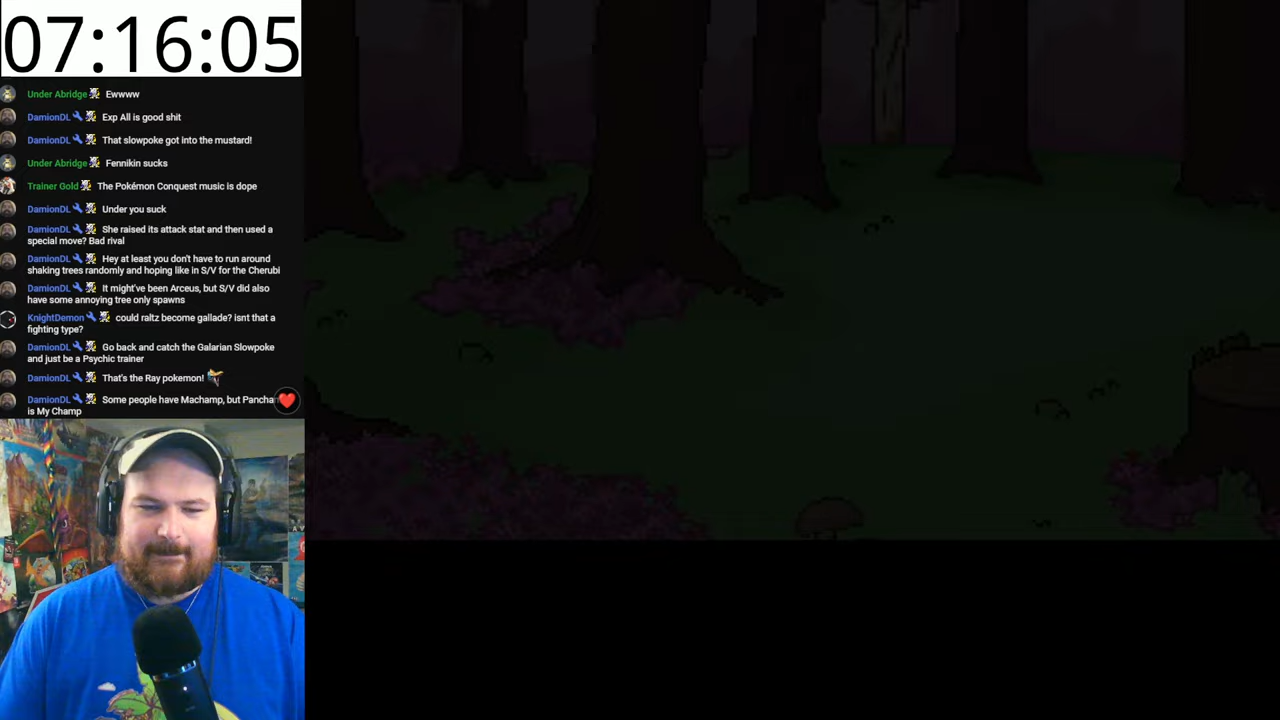 07:16:05
Under Abridge Ewwww
DamionDL Exp All is good shit
DamionDL That slowpoke got into the mustard!
Under Abridge Fennikin sucks
Trainer Gold The Pokémon Conquest music is dope
DamionDL Under you suck
DamionDL She raised its attack stat and then used a
special move? Bad rival
DamionDL Hey at least you don't have to run around
shaking trees randomly and hoping like in S/V for the Cherubi
DamionDL It might've been Arceus, but S/V did also
have some annoying tree only spawns
KnightDemon could raltz become gallade? isnt that a
fighting type?
DamionDL Go back and catch the Galarian Slowpoke
and just be a Psychic trainer
DamionDL That's the Ray pokemon!
DamionDL Some people have Machamp, but Pancham
is My Champ